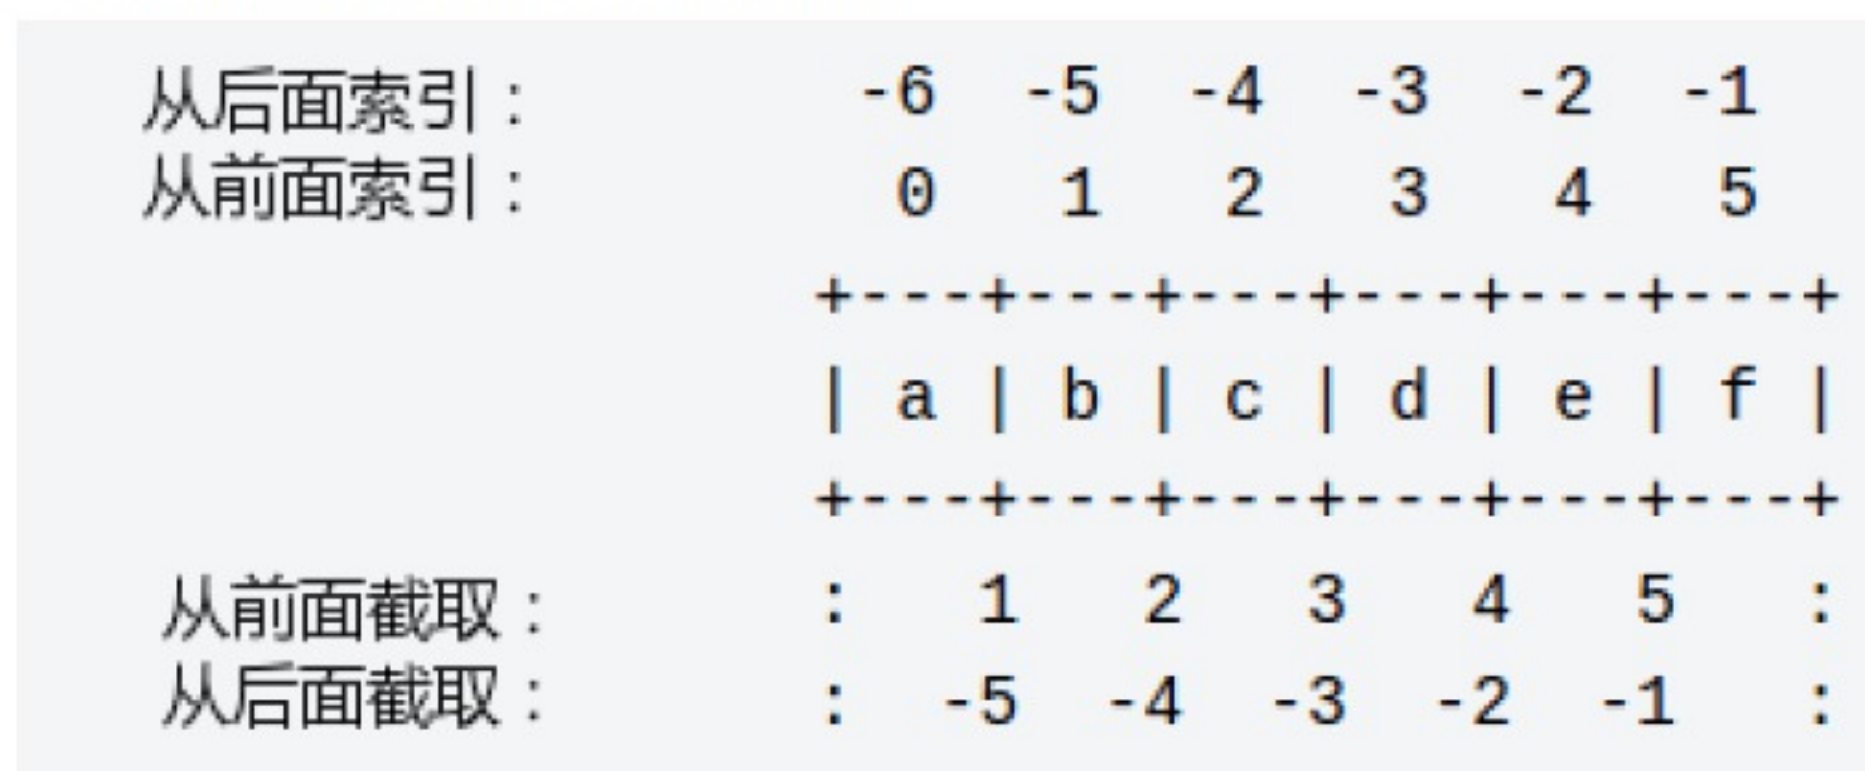 从后面索引： -6 -5 -4 -3 -2 -1
从前面索引： 0 1 2 3 4 5
+---+---+---+---+---+---+
| a | b | c | d | e | f |
+---+---+---+---+---+---+
从前面截取： : 1 2 3 4 5 :
从后面截取： : -5 -4 -3 -2 -1 :